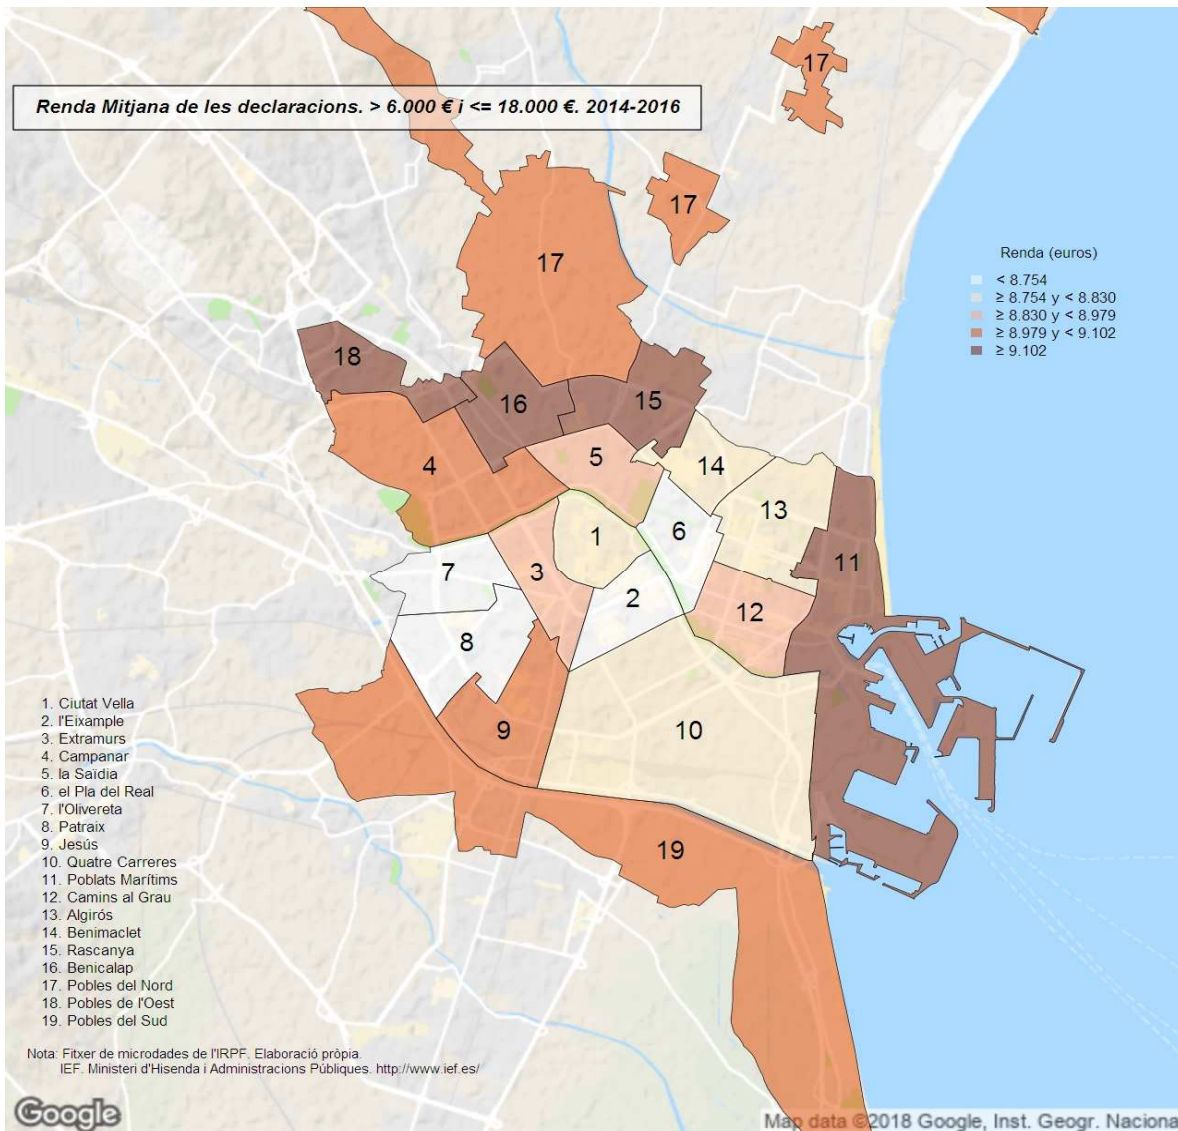 Renda Mitjana de les declaracions. > 6.000 € i <= 18.000 €. 2014-2016
17
17
17
18
16
15
4
5
14
13
6
1
11
7
3
2
12
8
9
10
19
Renda (euros)
< 8.754
≥ 8.754 y < 8.830
≥ 8.830 y < 8.979
≥ 8.979 y < 9.102
≥ 9.102
1. Ciutat Vella
2. l'Eixample
3. Extramurs
4. Campanar
5. la Saïdia
6. el Pla del Real
7. l'Olivereta
8. Patraix
9. Jesús
10. Quatre Carreres
11. Poblats Marítims
12. Camins al Grau
13. Algirós
14. Benimaclet
15. Rascanya
16. Benicalap
17. Pobles del Nord
18. Pobles de l'Oest
19. Pobles del Sud
Nota: Fitxer de microdades de l'IRPF. Elaboració pròpia.
IEF. Ministeri d'Hisenda i Administracions Públiques. http://www.ief.es/
Google
Map data ©2018 Google, Inst. Geogr. Naciona